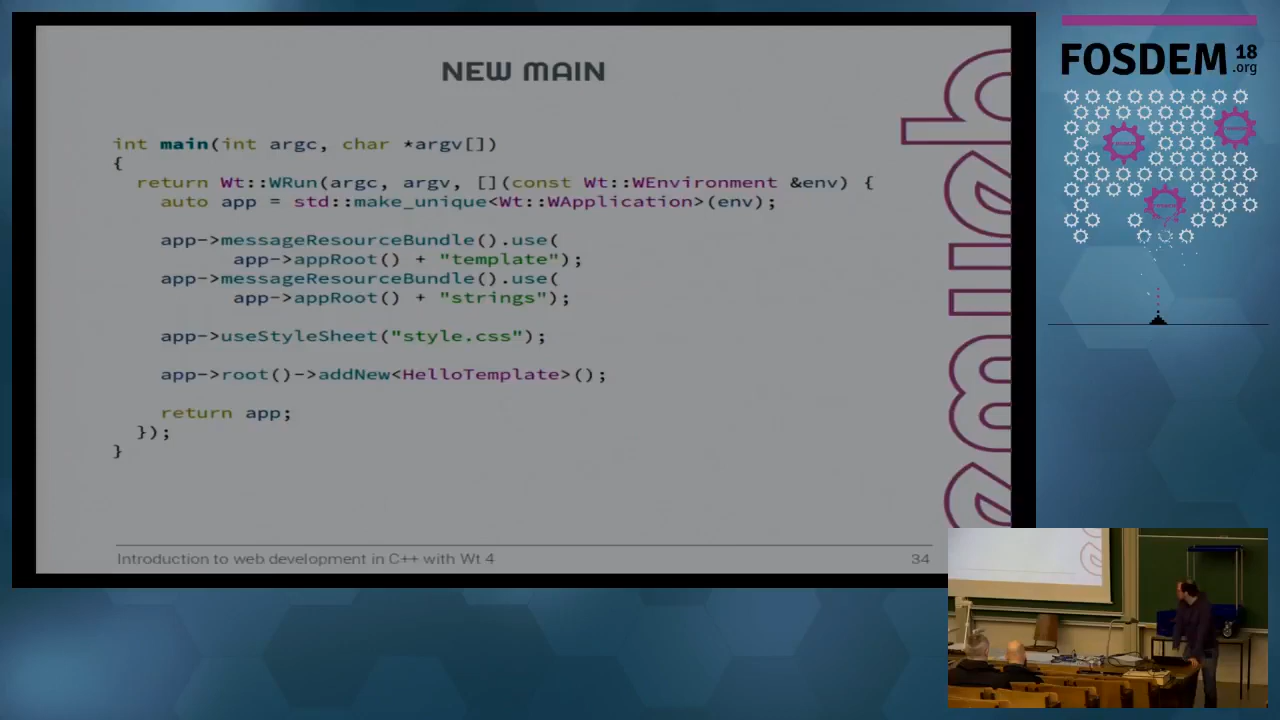 NEW MAIN
int main(int argc, char *argv[])
{
return Wt::WRun(argc, argv, [](const Wt::WEnvironment &env) {
auto app = std::make_unique<Wt::WApplication>(env);
app->messageResourceBundle().use(
app->appRoot() + "template");
app->messageResourceBundle().use(
app->appRoot() + "strings");
app->useStyleSheet("style.css");
app->root()->addNew<HelloTemplate>();
return app;
});
}
Introduction to web development in C++ with Wt 4
34
FOSDEM 18
.org